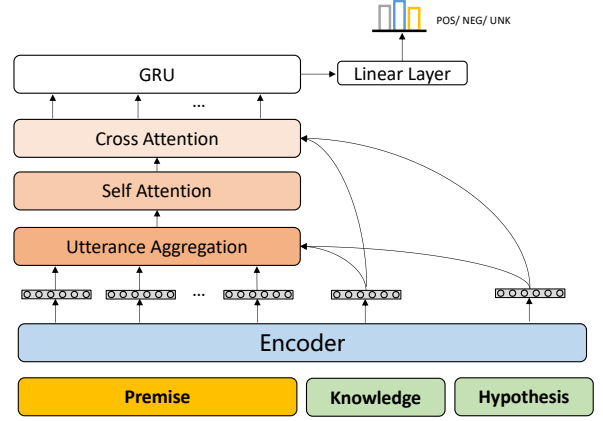 POS/ NEG/ UNK
GRU
Linear Layer
...
Cross Attention
Self Attention
Utterance Aggregation
...
Encoder
Premise
Knowledge
Hypothesis